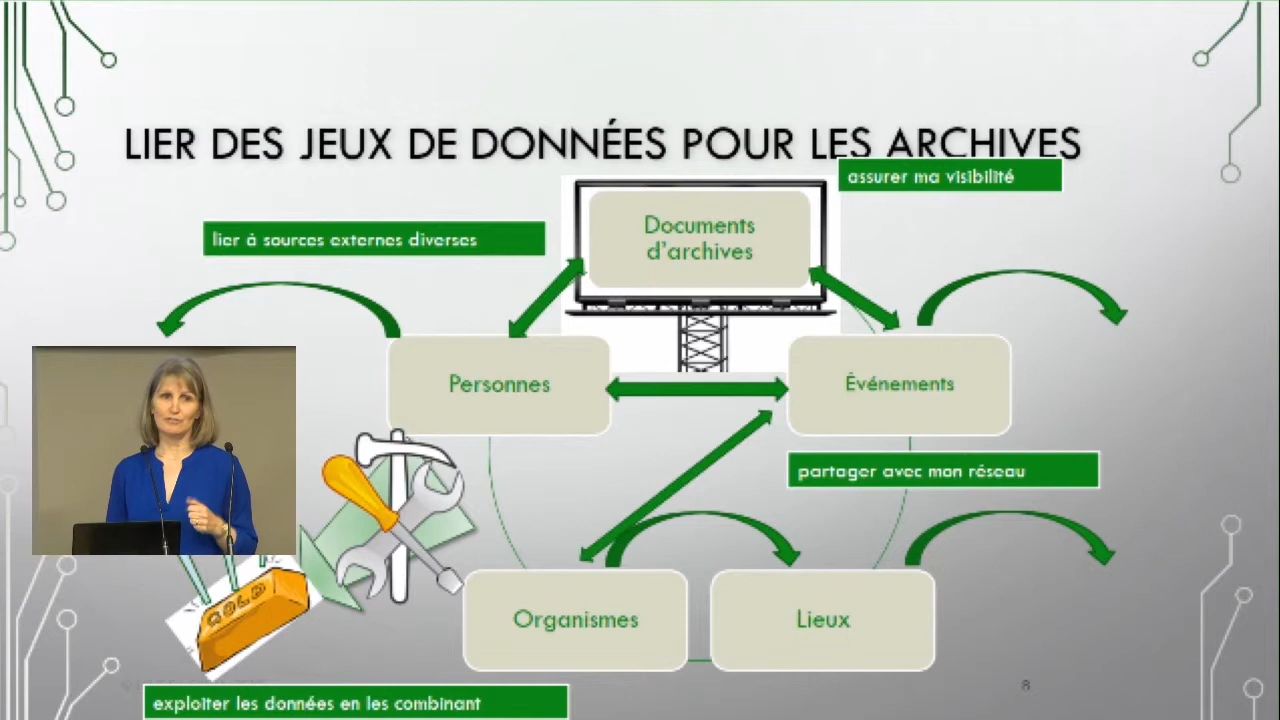 LIER DES JEUX DE DONNÉES POUR LES ARCHIVES
assurer ma visibilité
Documents
d'archives
lier à sources externes diverses
Personnes
Événements
partager avec mon réseau
GOLD
Organismes
Lieux
8
exploiter les données en les combinant